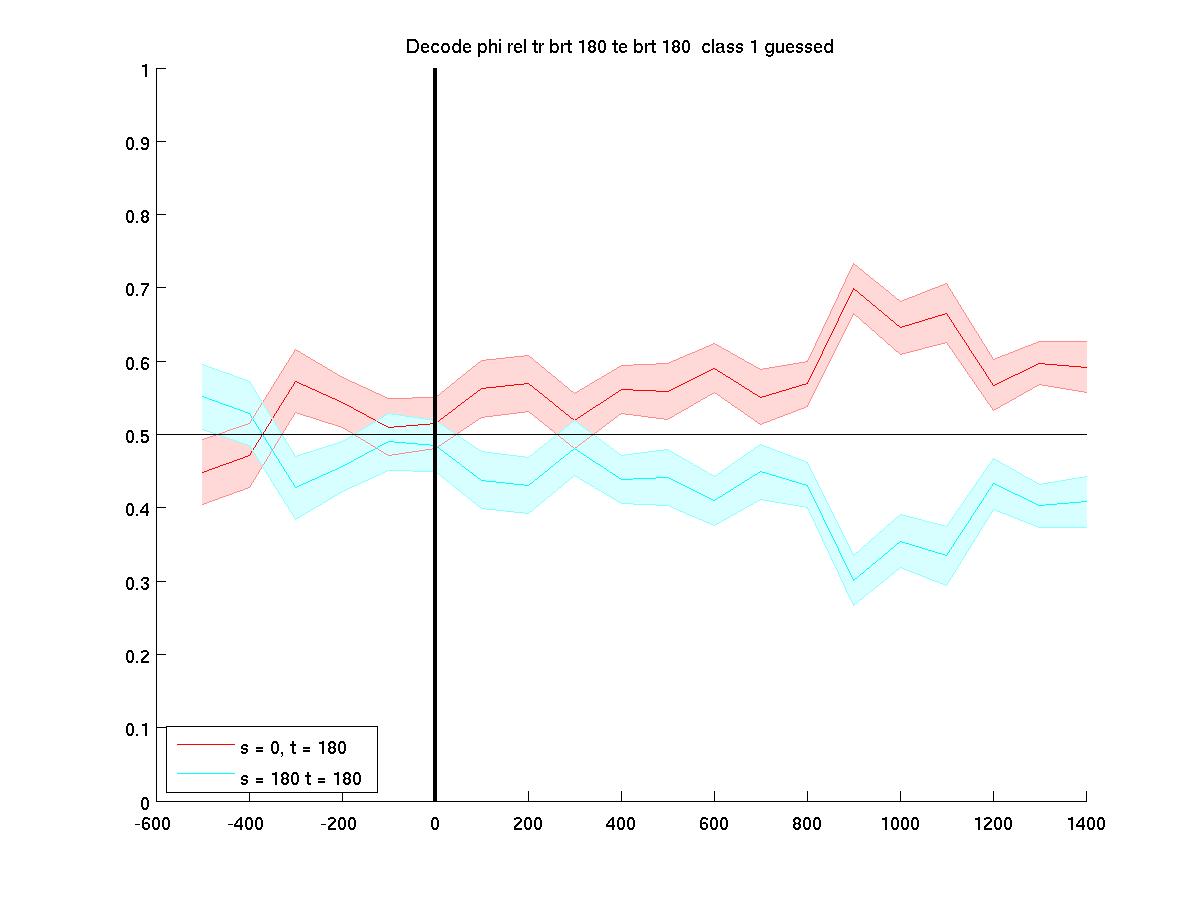 Decode phi rel tr brt 180 te brt 180  class 1 guessed
1
0.9
0.8
0.7
0.6
0.5
0.4
0.3
0.2
0.1
0
s = 0, t = 180
s = 180 t = 180
-600 -400 -200 0 200 400 600 800 1000 1200 1400